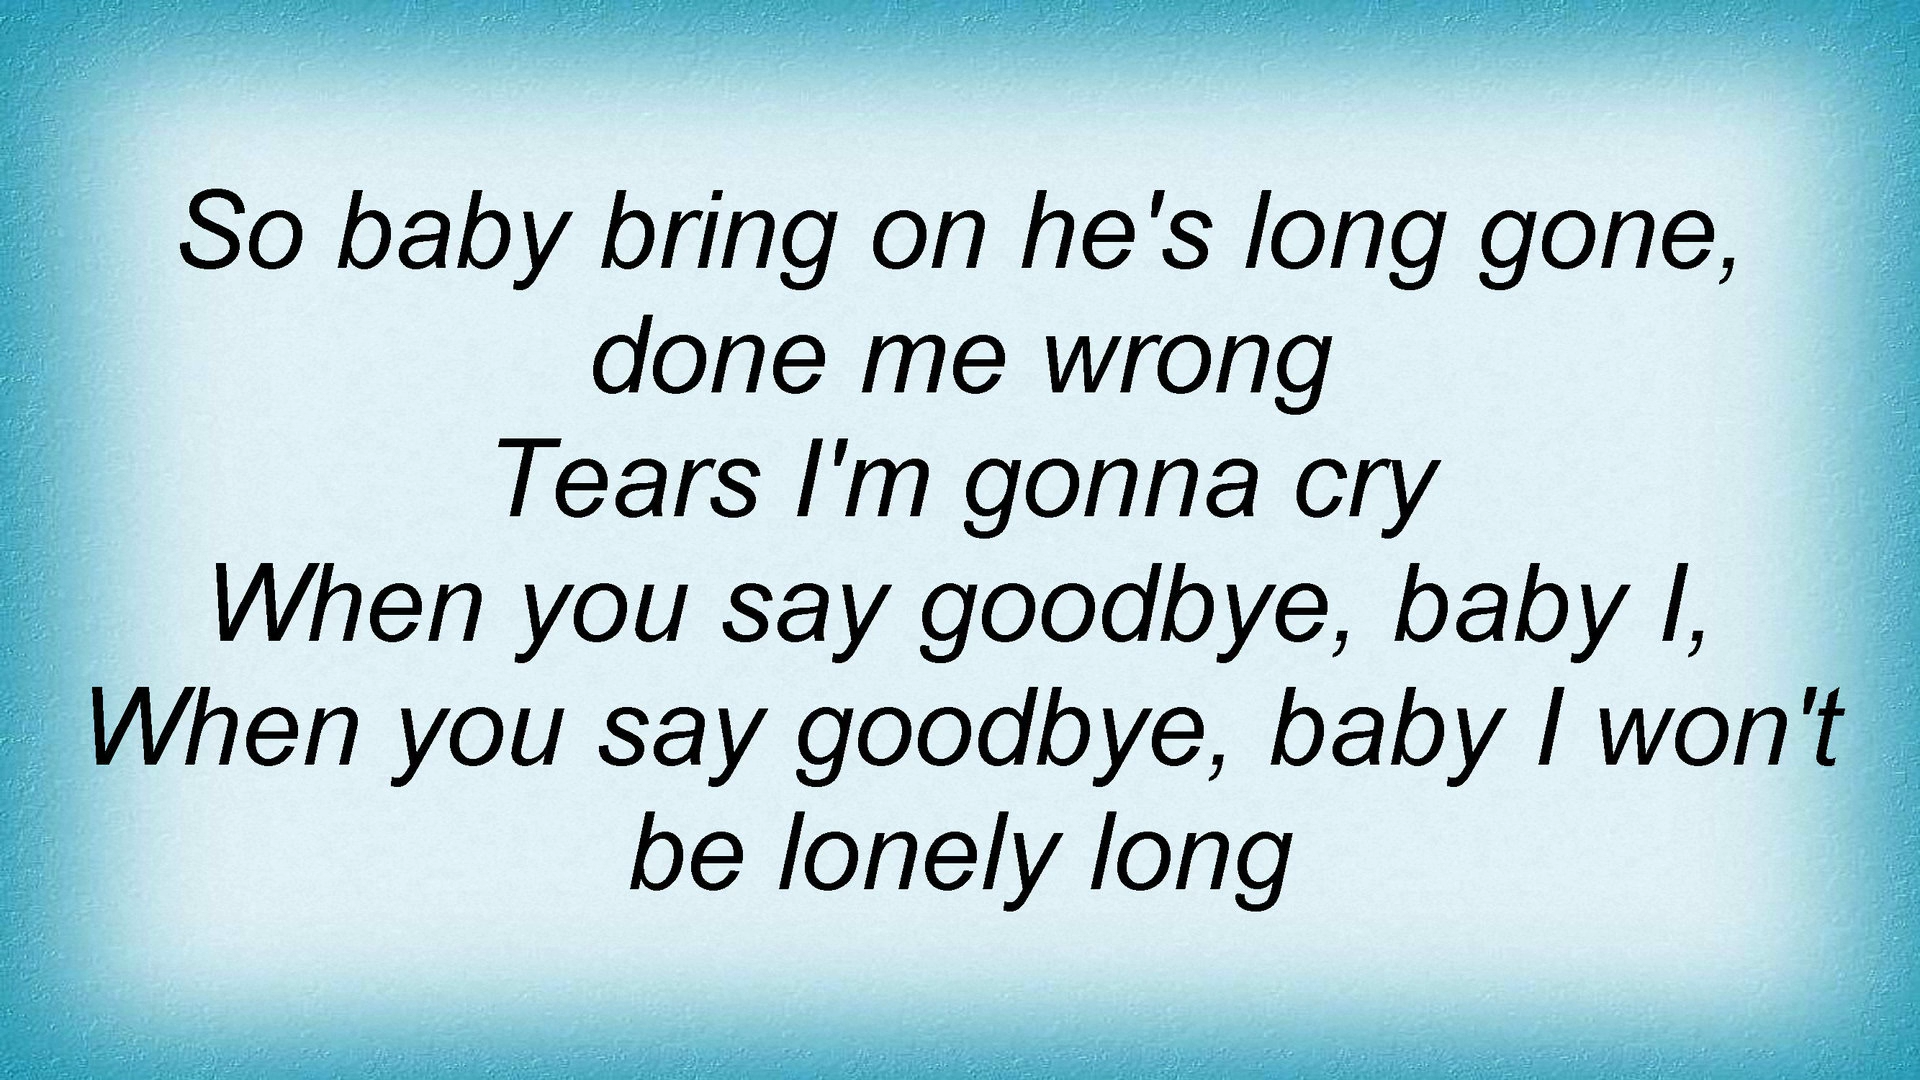 So baby bring on he's long gone,
done me wrong
Tears I'm gonna cry
When you say goodbye, baby I,
When you say goodbye, baby I won't
be lonely long